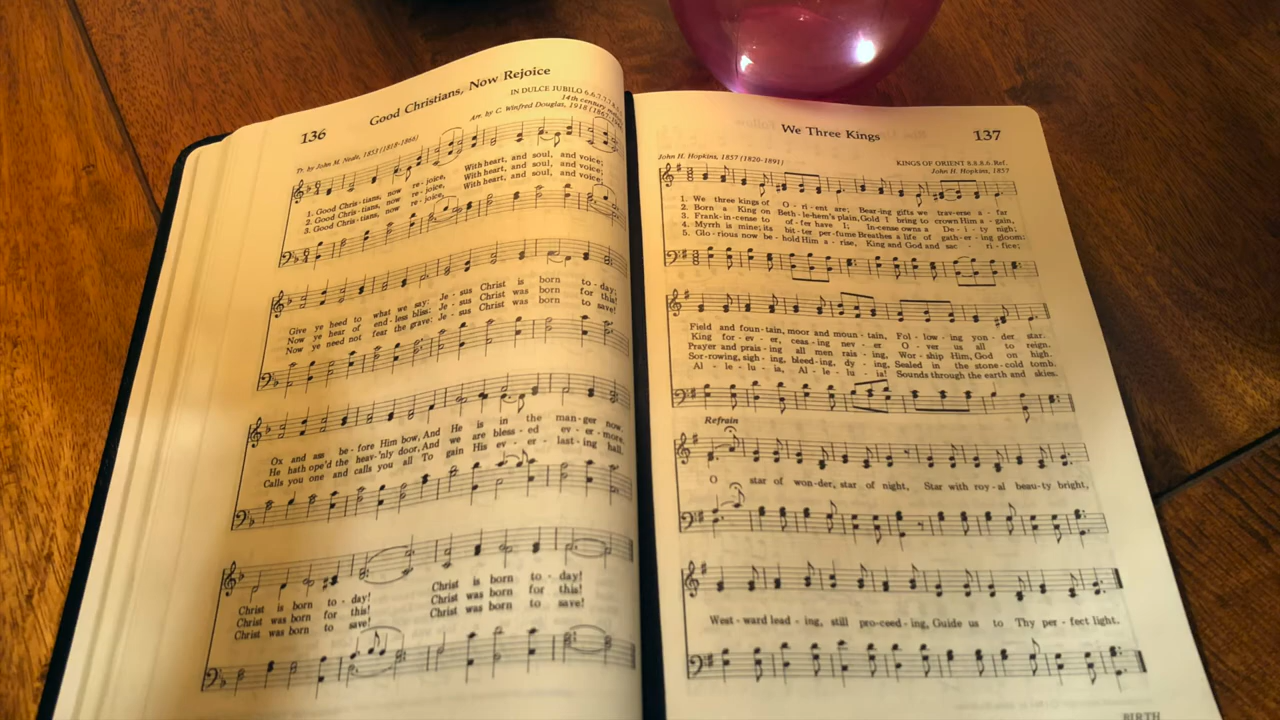 136
Good Christians, Now Rejoice
IN DULCE JUBILO 6.6.7.7.7.8.
14th century
Tr. by John M. Neale, 1853 (1818-1866)
Arr. by C. Winfred Douglas, 1918 (1867-
1. Good Chris - tians, now re - joice, With heart, and soul, and voice;
2. Good Chris - tians, now re - joice, With heart, and soul, and voice;
3. Good Chris - tians, now re - joice, With heart, and soul, and voice;
Give ye heed to what we say: Je - sus Christ is born to - day;
Now ye hear of end - less bliss: Je - sus Christ was born for this!
Now ye need not fear the grave: Je - sus Christ was born to save!
Ox and ass be - fore Him bow, And He is in the man - ger now.
He hath ope'd the heav - 'nly door, And we are bless - ed ev - er - more.
Calls you one and calls you all To gain His ev - er - last - ing hall.
Christ is born to - day! Christ is born to - day!
Christ was born for this! Christ was born for this!
Christ was born to save! Christ was born to save!
We Three Kings
137
John H. Hopkins, 1857 (1820-1891)
KINGS OF ORIENT 8.8.8.6.Ref.
John H. Hopkins, 1857
1. We three kings of O - ri - ent are; Bear - ing gifts we trav - erse a - far
2. Born a King on Beth - le - hem's plain, Gold I bring to crown Him a - gain,
3. Frank - in - cense to of - fer have I; In - cense owns a De - i - ty nigh;
4. Myrrh is mine; its bit - ter per - fume Breathes a life of gath - er - ing gloom;
5. Glo - rious now be - hold Him a - rise, King and God and sac - ri - fice;
Field and foun - tain, moor and moun - tain, Fol - low - ing yon - der star.
King for - ev - er, ceas - ing nev - er O - ver us all to reign.
Prayer and prais - ing all men rais - ing, Wor - ship Him, God on high.
Sor - rowing, sigh - ing, bleed - ing, dy - ing, Sealed in the stone - cold tomb.
Al - le - lu - ia, Al - le - lu - ia! Sounds through the earth and skies.
Refrain
O star of won - der, star of night, Star with roy - al beau - ty bright,
West - ward lead - ing, still pro - ceed - ing, Guide us to Thy per - fect light.
BIRTH